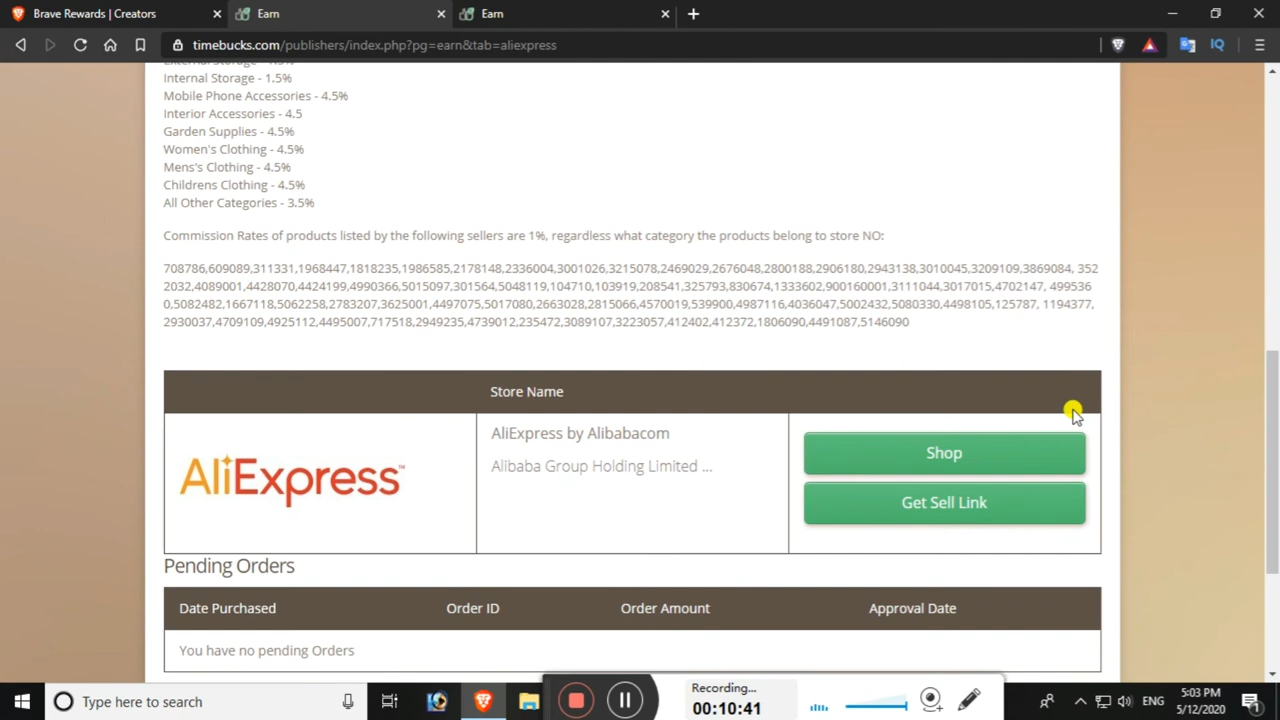 Brave Rewards | Creators
Earn
Earn
timebucks.com/publishers/index.php?pg=earn&tab=aliexpress
External Storage - 1.5%
Internal Storage - 1.5%
Mobile Phone Accessories - 4.5%
Interior Accessories - 4.5
Garden Supplies - 4.5%
Women's Clothing - 4.5%
Mens's Clothing - 4.5%
Childrens Clothing - 4.5%
All Other Categories - 3.5%
Commission Rates of products listed by the following sellers are 1%, regardless what category the products belong to store NO:
708786,609089,311331,1968447,1818235,1986585,2178148,2336004,3001026,3215078,2469029,2676048,2800188,2906180,2943138,3010045,3209109,3869084, 352
2032,4089001,4428070,4424199,4990366,5015097,301564,5048119,104710,103919,208541,325793,830674,1333602,900160001,3111044,3017015,4702147, 499536
0,5082482,1667118,5062258,2783207,3625001,4497075,5017080,2663028,2815066,4570019,539900,4987116,4036047,5002432,5080330,4498105,125787, 1194377,
2930037,4709109,4925112,4495007,717518,2949235,4739012,235472,3089107,3223057,412402,412372,1806090,4491087,5146090
Store Name
AliExpress™
AliExpress by Alibabacom
Alibaba Group Holding Limited ...
Shop
Get Sell Link
Pending Orders
Date Purchased
Order ID
Order Amount
Approval Date
You have no pending Orders
Type here to search
Recording...
00:10:41
ENG
5:03 PM
5/12/2020
IQ
1